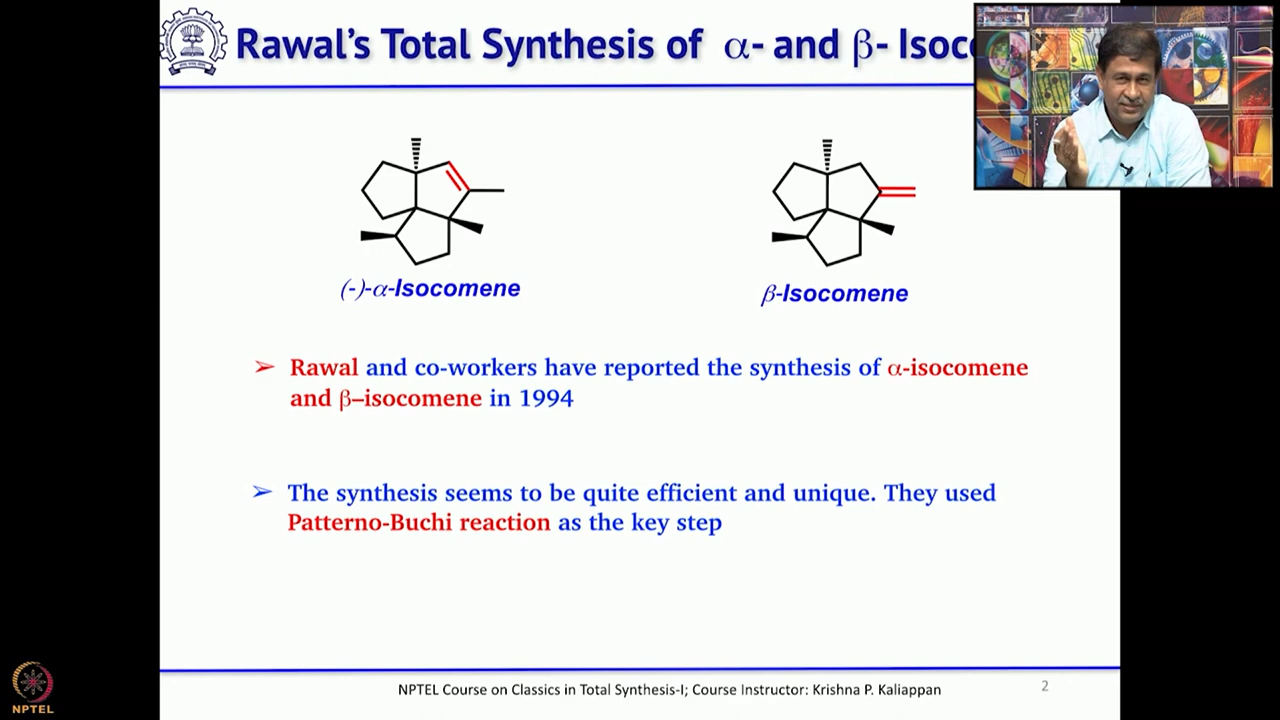 Rawal's Total Synthesis of α- and β- Isoco
(-)-α-Isocomene
β-Isocomene
➢ Rawal and co-workers have reported the synthesis of α-isocomene
and β–isocomene in 1994
➢ The synthesis seems to be quite efficient and unique. They used
Patterno-Buchi reaction as the key step
NPTEL Course on Classics in Total Synthesis-I; Course Instructor: Krishna P. Kaliappan
2
NPTEL